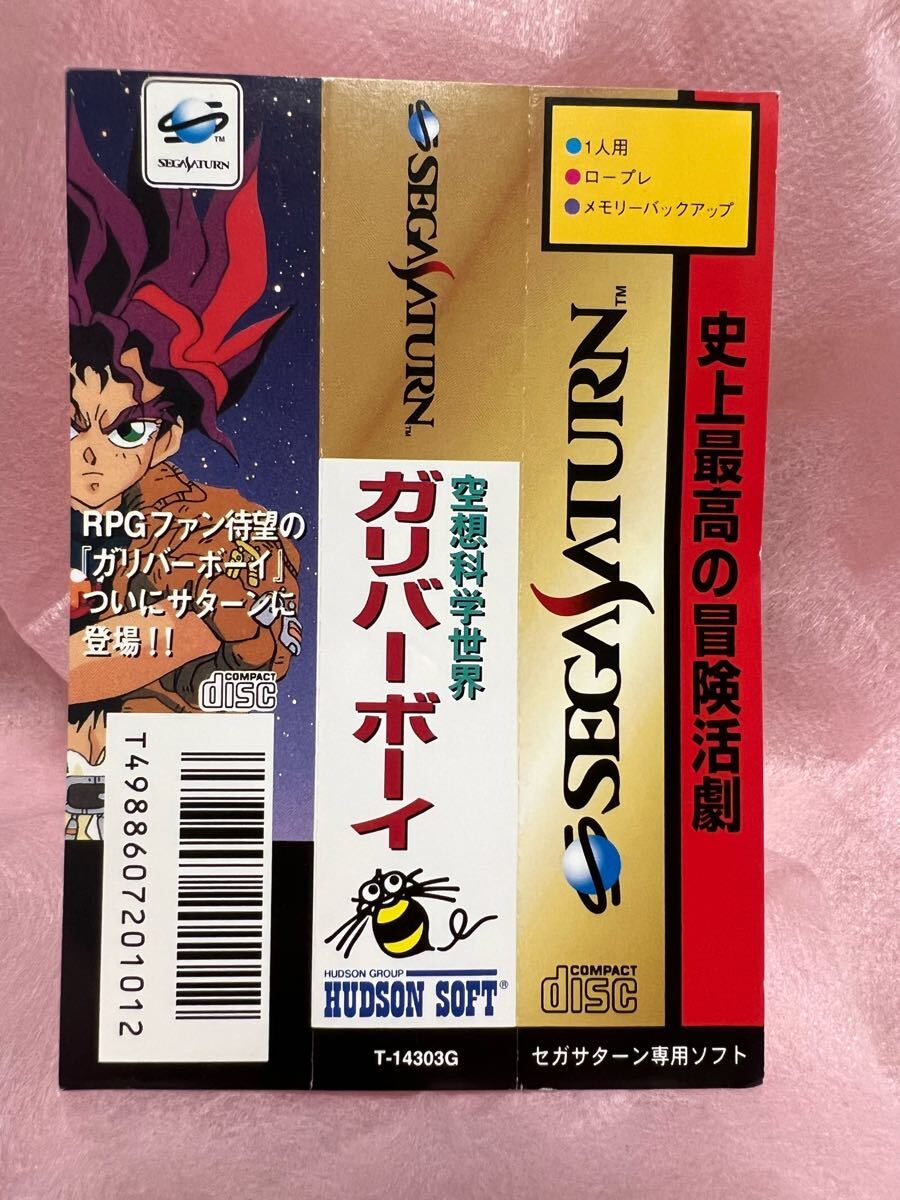 SEGASATURN™
RPGファン待望の
『ガリバーボーイ』
ついにサターンに
登場!!
COMPACT
disc
T4988607201012
SEGASATURN™
空想科学世界
ガリバーボーイ
HUDSON GROUP
HUDSON SOFT®
T-14303G
1人用
ロープレ
メモリーバックアップ
SEGASATURN™
COMPACT
disc
セガサターン専用ソフト
史上最高の冒険活劇